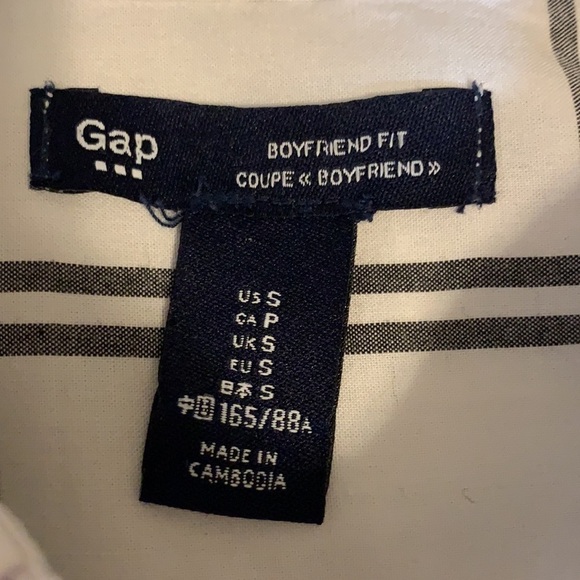 Gap
BOYFRIEND FIT
COUPE « BOYFRIEND »
US S
CA P
UK S
EU S
日本 S
中国 165/88A
MADE IN
CAMBODIA